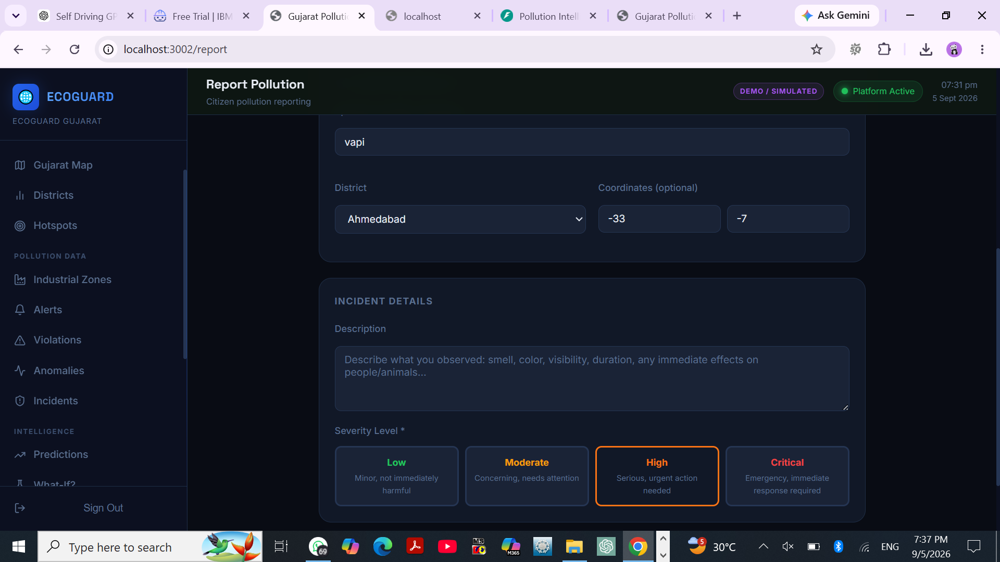 Self Driving GP
Free Trial | IBM
Gujarat Polluti
localhost
Pollution Intell
Gujarat Polluti
Ask Gemini
localhost:3002/report
ECOGUARD
ECOGUARD GUJARAT
Gujarat Map
Districts
Hotspots
POLLUTION DATA
Industrial Zones
Alerts
Violations
Anomalies
Incidents
INTELLIGENCE
Predictions
What-If?
Sign Out
Report Pollution
Citizen pollution reporting
DEMO / SIMULATED
Platform Active
07:31 pm
5 Sept 2026
vapi
District
Coordinates (optional)
Ahmedabad
-33
-7
INCIDENT DETAILS
Description
Describe what you observed: smell, color, visibility, duration, any immediate effects on
people/animals...
Severity Level *
Low
Minor, not immediately
harmful
Moderate
Concerning, needs attention
High
Serious, urgent action
needed
Critical
Emergency, immediate
response required
Type here to search
69
MS
M365
5
30°C
ENG
7:37 PM
9/5/2026